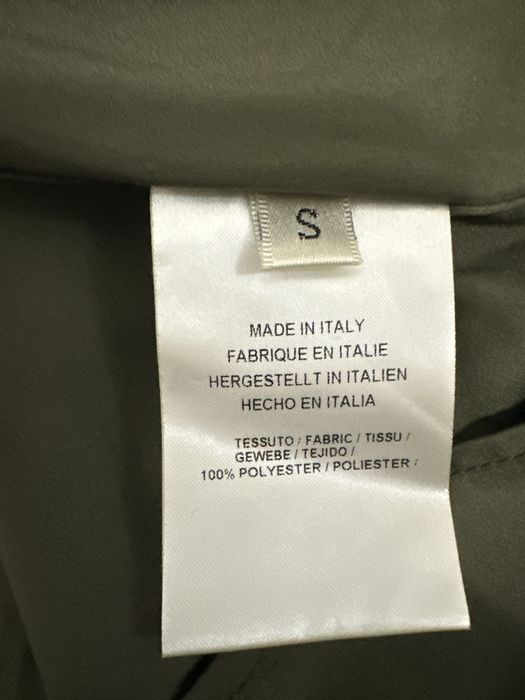 S
MADE IN ITALY
FABRIQUE EN ITALIE
HERGESTELLT IN ITALIEN
HECHO EN ITALIA
TESSUTO / FABRIC / TISSU /
GEWEBE / TEJIDO /
100% POLYESTER / POLIESTER /